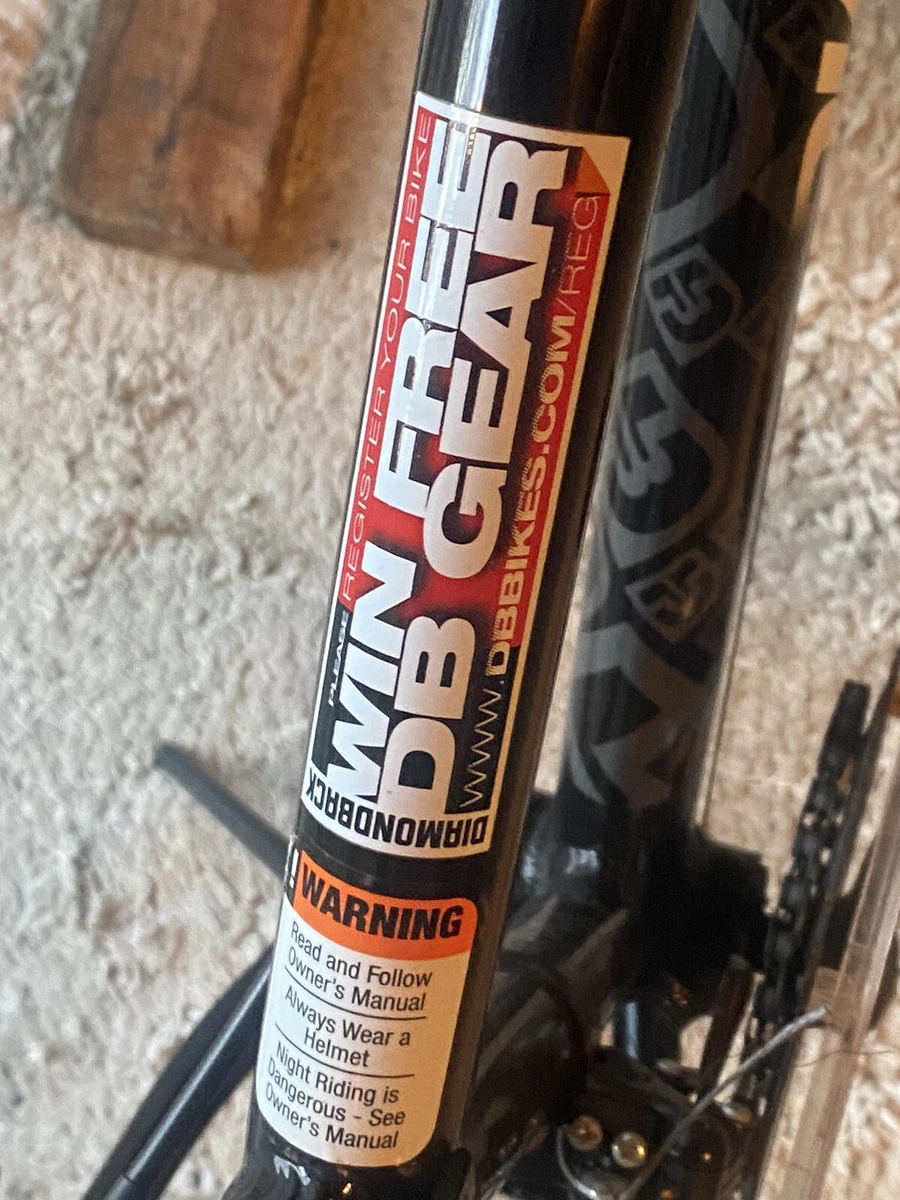 PLEASE REGISTER YOUR BIKE
WIN FREE
DB GEAR
WWW.DBBIKES.COM/REG
DIAMONDBACK
WARNING
Read and Follow
Owner's Manual
Always Wear a
Helmet
Night Riding is
Dangerous - See
Owner's Manual